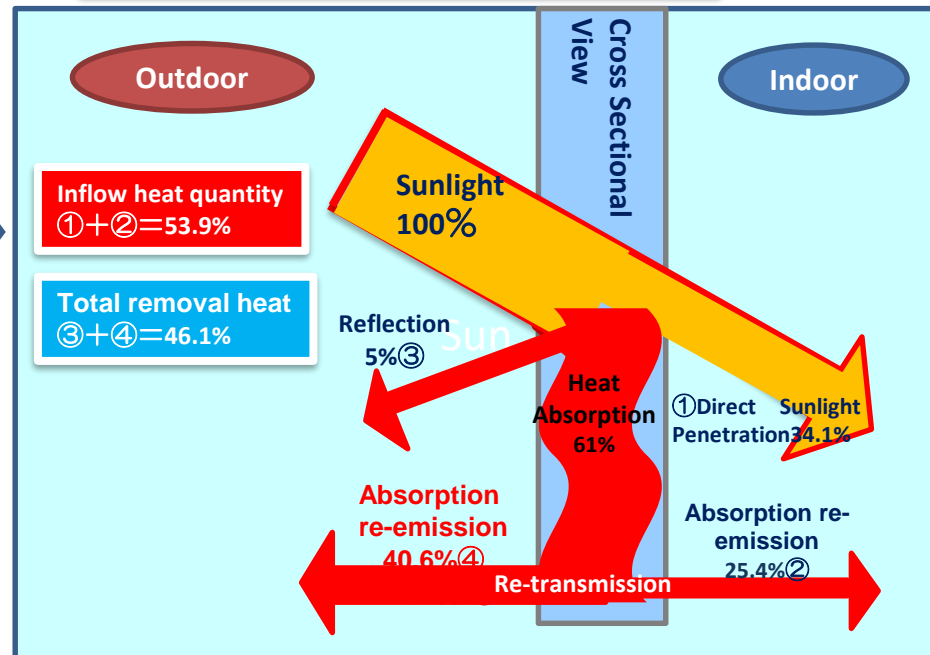 Outdoor
Cross Sectional
View
Indoor
Inflow heat quantity
①+②=53.9%
Sunlight
100%
Total removal heat
③+④=46.1%
Reflection
5%③
Sun
Heat
Absorption
61%
①Direct Sunlight
Penetration34.1%
Absorption
re-emission
40.6%④
Absorption re-
emission
25.4%②
Re-transmission